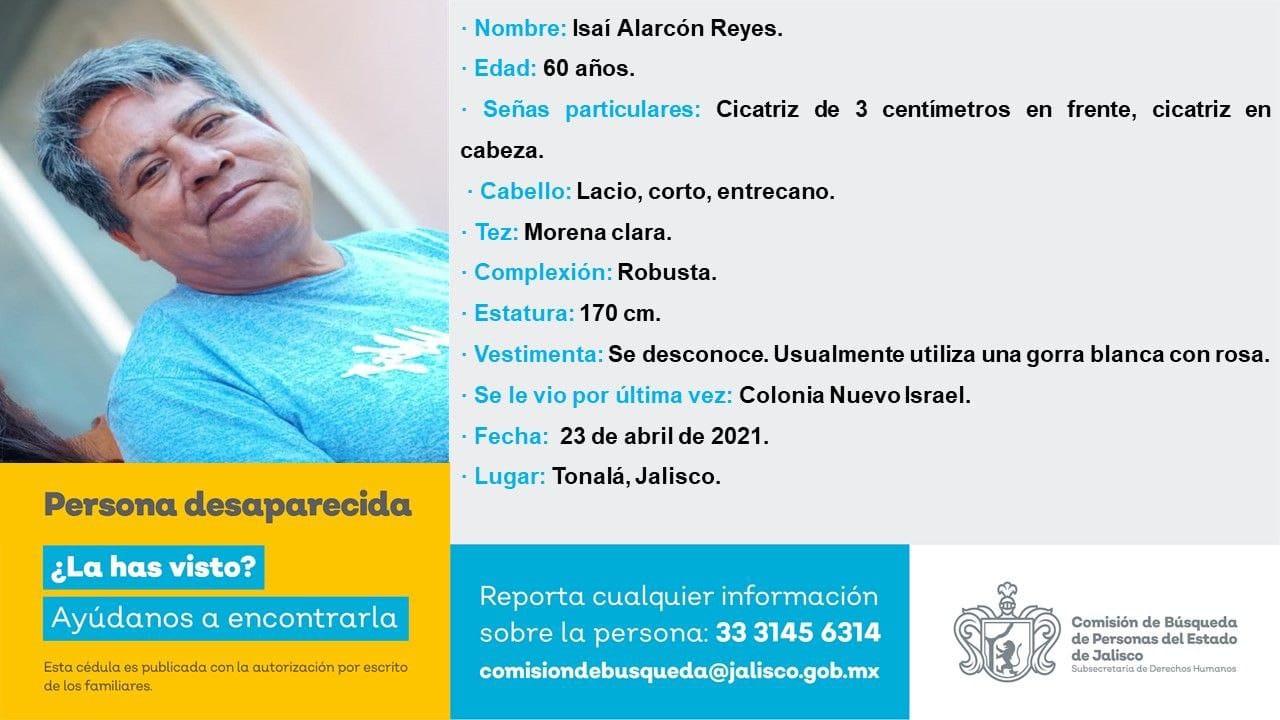 · Nombre: Isaí Alarcón Reyes.
· Edad: 60 años.
· Señas particulares: Cicatriz de 3 centímetros en frente, cicatriz en
cabeza.
· Cabello: Lacio, corto, entrecano.
· Tez: Morena clara.
· Complexión: Robusta.
· Estatura: 170 cm.
· Vestimenta: Se desconoce. Usualmente utiliza una gorra blanca con rosa.
· Se le vio por última vez: Colonia Nuevo Israel.
· Fecha: 23 de abril de 2021.
· Lugar: Tonalá, Jalisco.
Persona desaparecida
¿La has visto?
Ayúdanos a encontrarla
Esta cédula es publicada con la autorización por escrito
de los familiares.
Reporta cualquier información
sobre la persona: 33 3145 6314
comisiondebusqueda@jalisco.gob.mx
Comisión de Búsqueda
de Personas del Estado
de Jalisco
Subsecretaría de Derechos Humanos